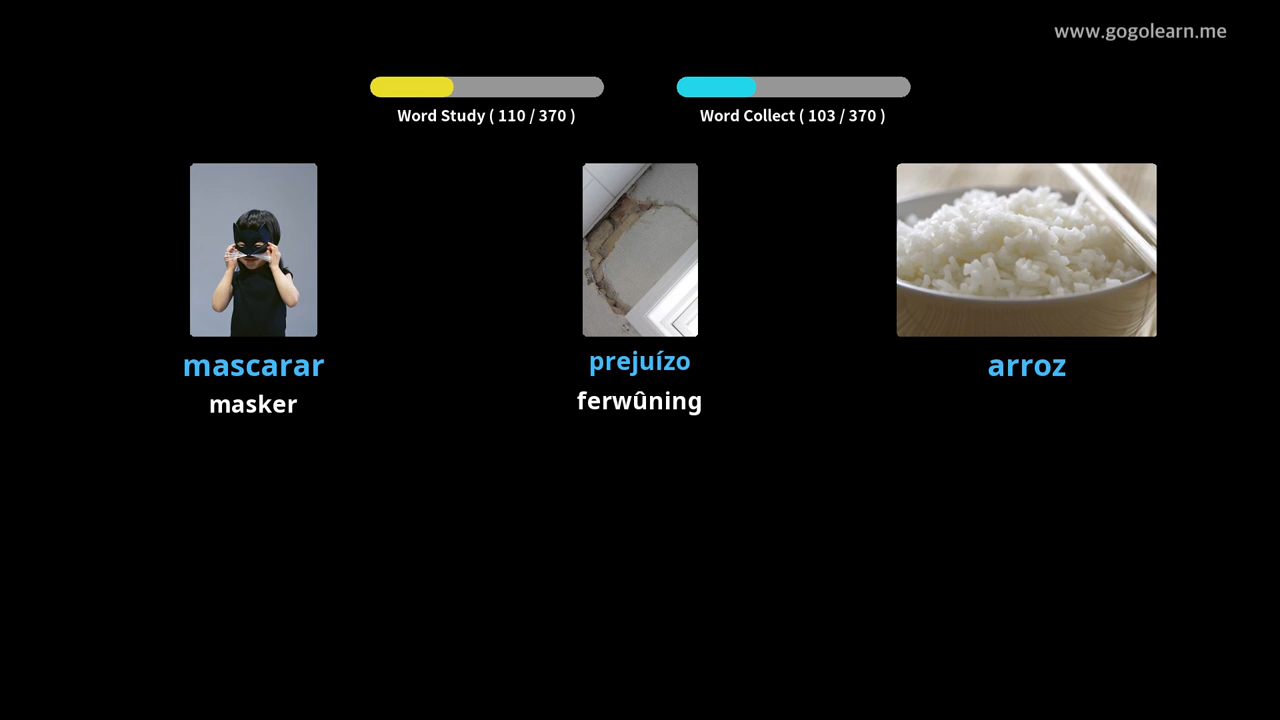 www.gogolearn.me
Word Study ( 110 / 370 )
Word Collect ( 103 / 370 )
mascarar
masker
prejuízo
ferwûning
arroz